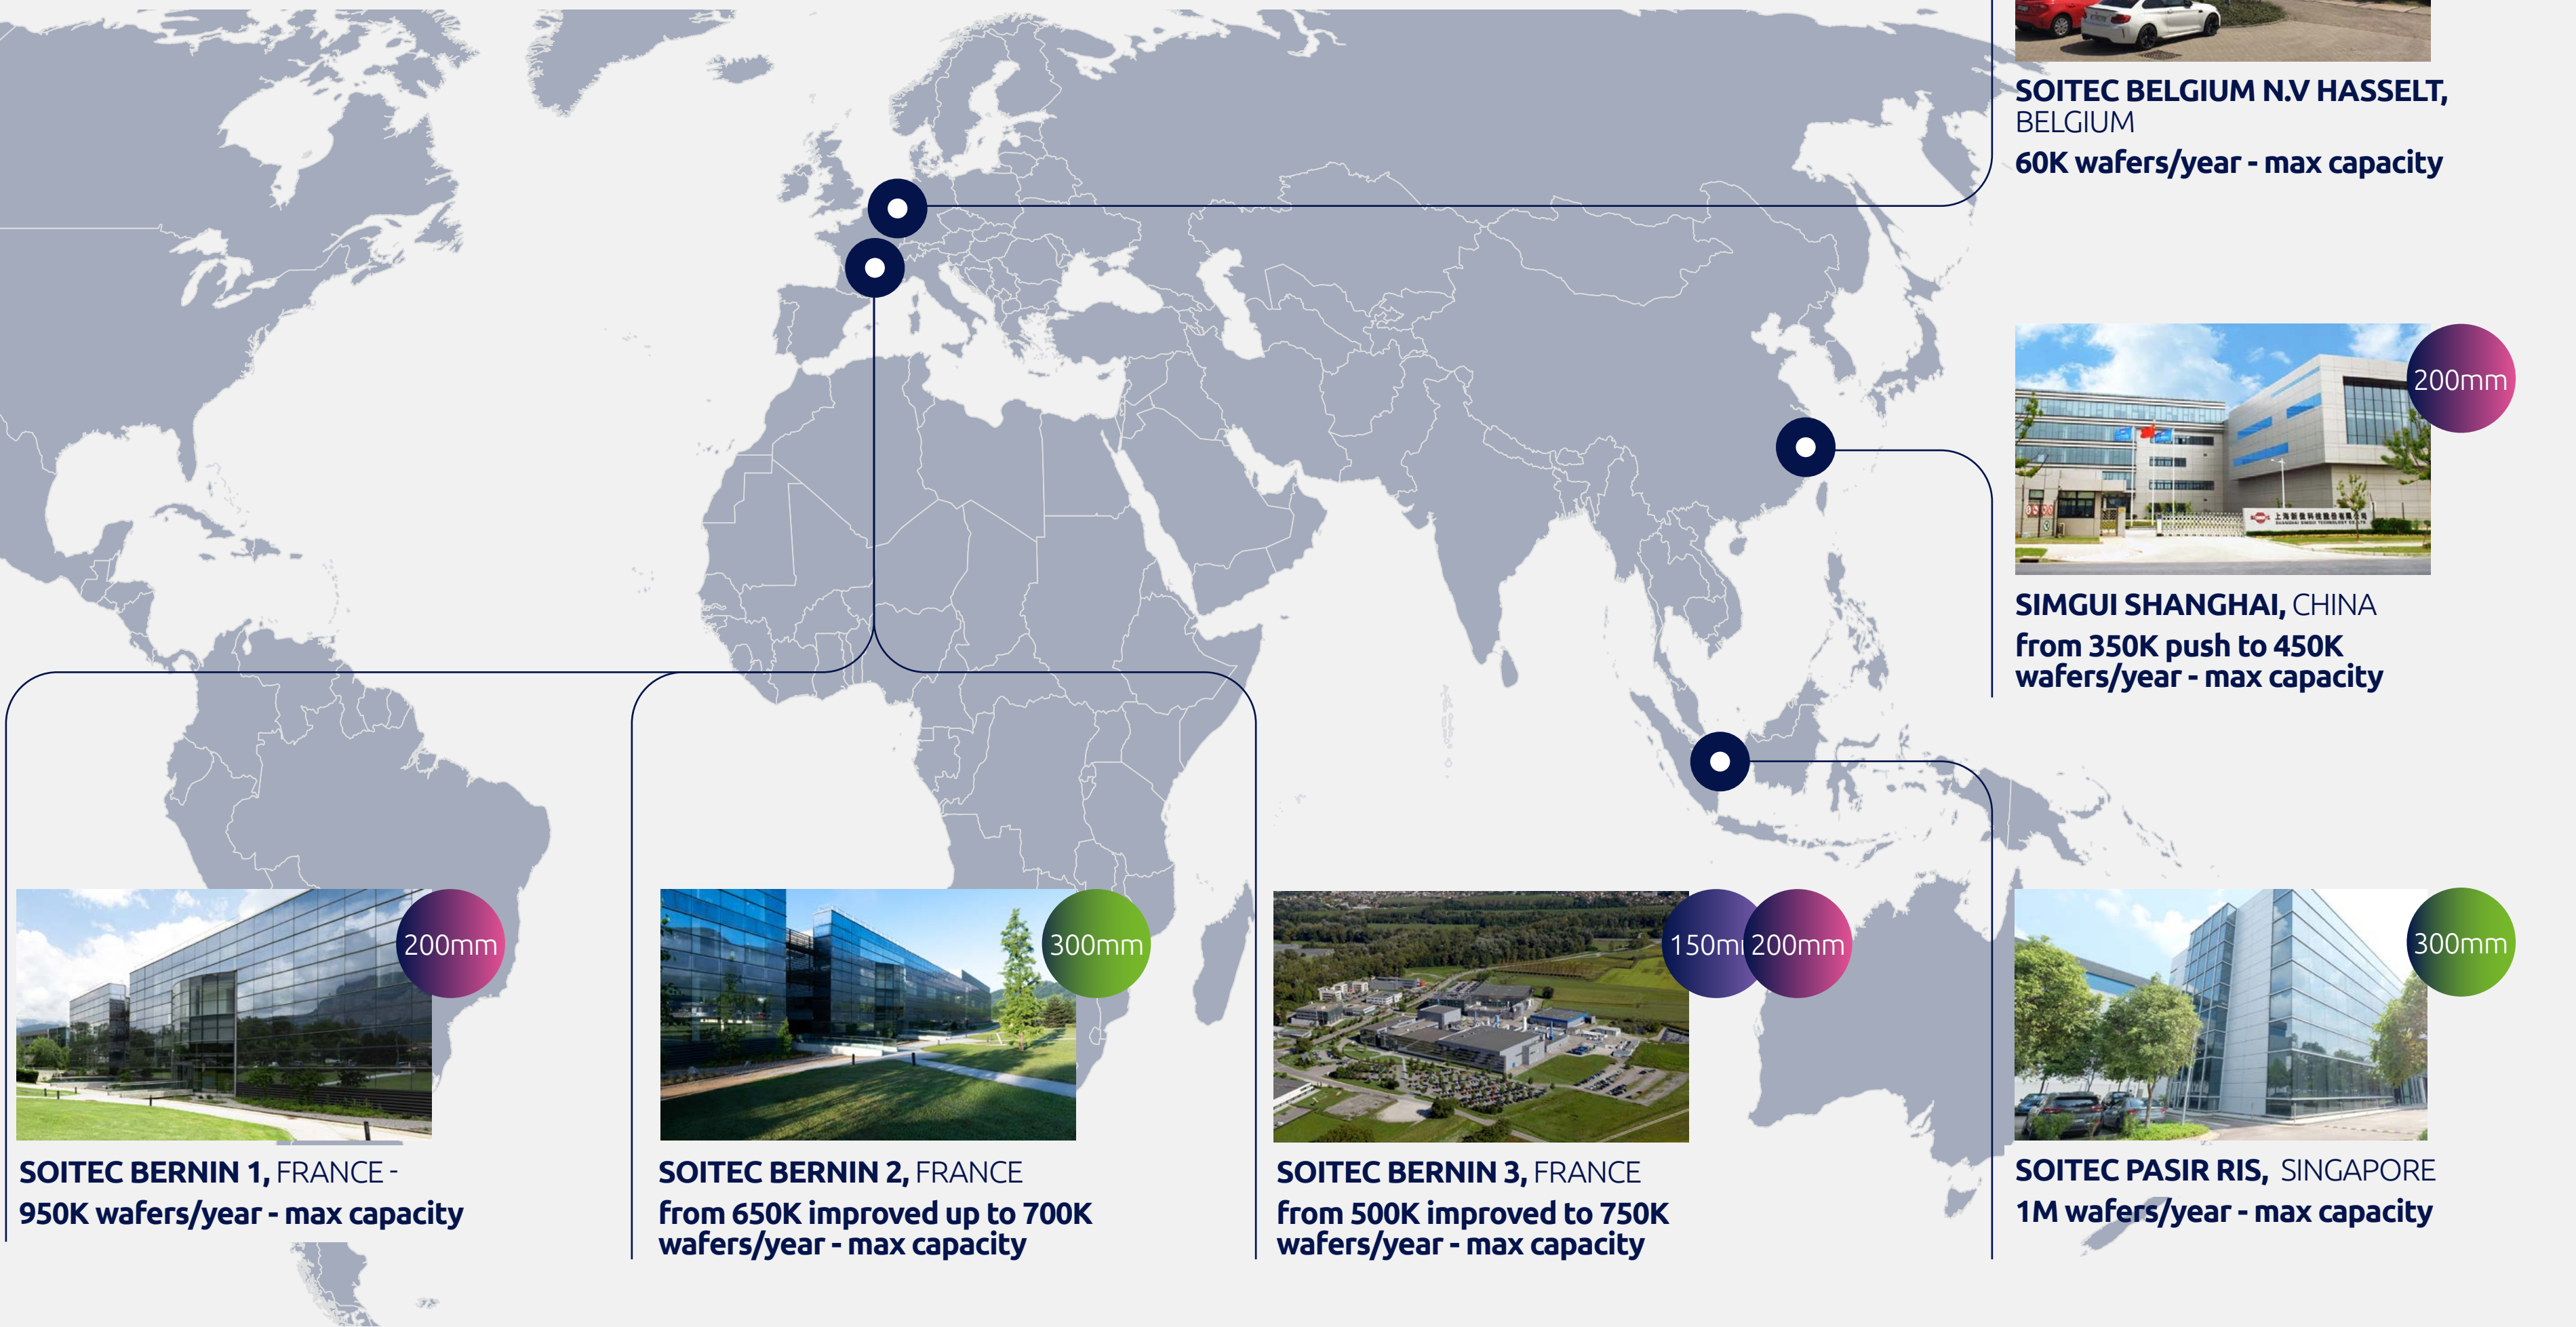 SOITEC BELGIUM N.V HASSELT,
BELGIUM
60K wafers/year - max capacity
200mm
SIMGUI SHANGHAI, CHINA
from 350K push to 450K
wafers/year - max capacity
200mm
SOITEC BERNIN 1, FRANCE -
950K wafers/year - max capacity
300mm
SOITEC BERNIN 2, FRANCE
from 650K improved up to 700K
wafers/year - max capacity
200mm
SOITEC BERNIN 3, FRANCE
from 500K improved to 750K
wafers/year - max capacity
300mm
SOITEC PASIR RIS, SINGAPORE
1M wafers/year - max capacity